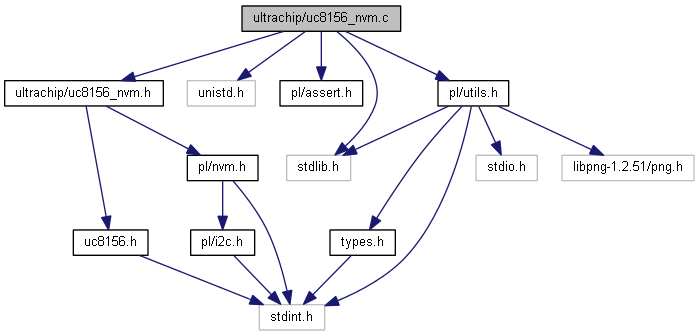 ultrachip/uc8156_nvm.c
ultrachip/uc8156_nvm.h
unistd.h
pl/assert.h
pl/utils.h
pl/nvm.h
stdlib.h
stdio.h
libpng-1.2.51/png.h
uc8156.h
pl/i2c.h
types.h
stdint.h